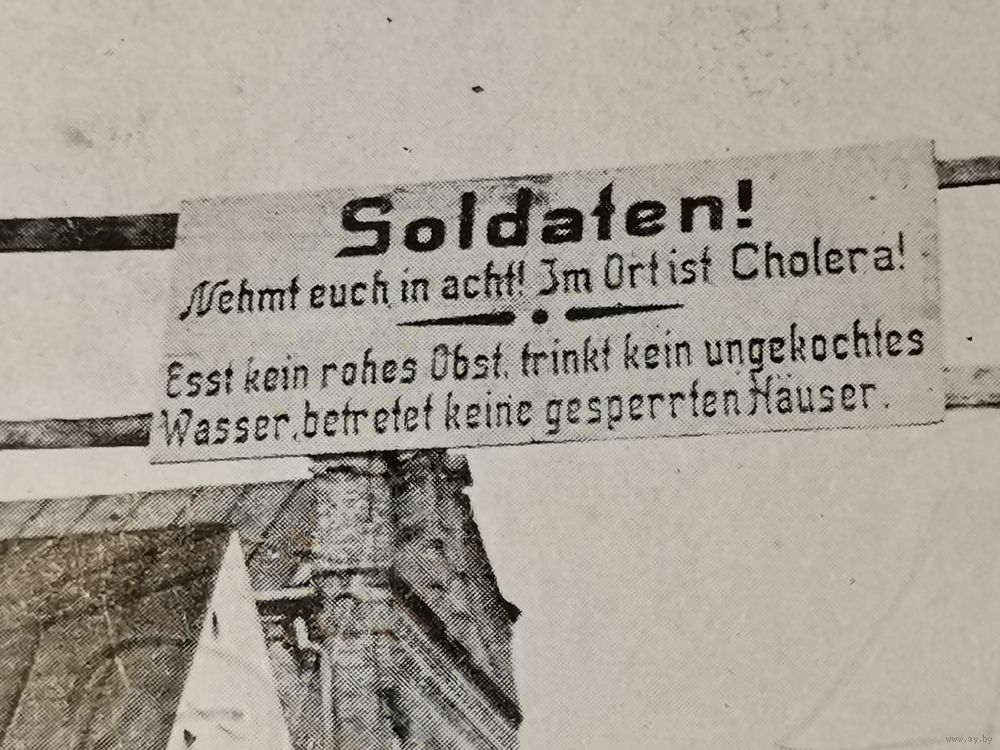 Soldaten!
Nehmt euch in acht! Im Ort ist Cholera!
Esst kein rohes Obst, trinkt kein ungekochtes
Wasser, betretet keine gesperrten Häuser.
www.ay.by